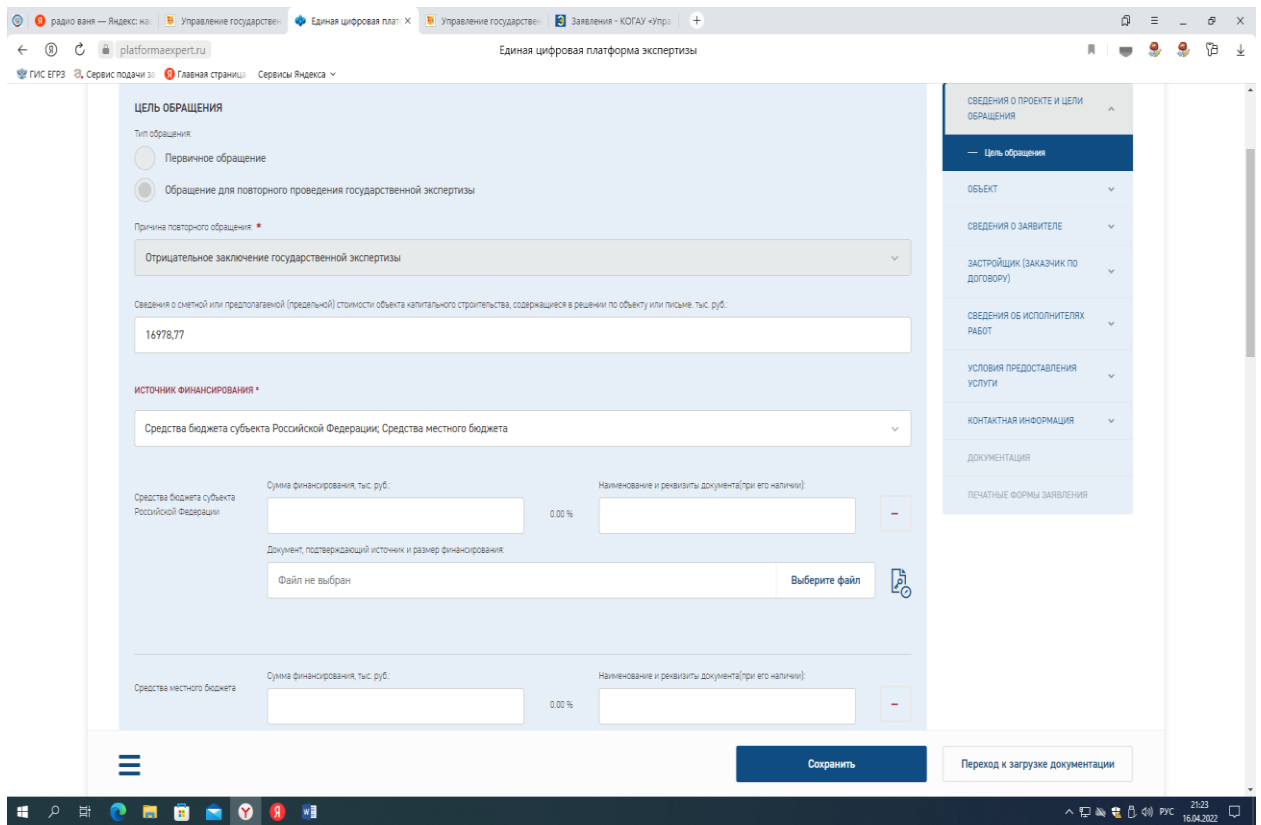 радио ваня — Яндекс: на
Управление государствен
Единая цифровая плат
Управление государствен
Заявления - КОГАУ «Упра
platformaexpert.ru
Единая цифровая платформа экспертизы
ГИС ЕГРЗ
Сервис подачи за
Главная страница
Сервисы Яндекса
ЦЕЛЬ ОБРАЩЕНИЯ
Тип обращения:
Первичное обращение
Обращение для повторного проведения государственной экспертизы
Причина повторного обращения: *
Отрицательное заключение государственной экспертизы
Сведения о сметной или предполагаемой (предельной) стоимости объекта капитального строительства, содержащиеся в решении по объекту или письме, тыс. руб.:
16978,77
ИСТОЧНИК ФИНАНСИРОВАНИЯ *
Средства бюджета субъекта Российской Федерации; Средства местного бюджета
Средства бюджета субъекта
Российской Федерации
Сумма финансирования, тыс. руб.:
0.00 %
Наименование и реквизиты документа(при его наличии):
Документ, подтверждающий источник и размер финансирования:
Файл не выбран
Выберите файл
Средства местного бюджета
Сумма финансирования, тыс. руб.:
0.00 %
Наименование и реквизиты документа(при его наличии):
СВЕДЕНИЯ О ПРОЕКТЕ И ЦЕЛИ
ОБРАЩЕНИЯ
— Цель обращения
ОБЪЕКТ
СВЕДЕНИЯ О ЗАЯВИТЕЛЕ
ЗАСТРОЙЩИК (ЗАКАЗЧИК ПО
ДОГОВОРУ)
СВЕДЕНИЯ ОБ ИСПОЛНИТЕЛЯХ
РАБОТ
УСЛОВИЯ ПРЕДОСТАВЛЕНИЯ
УСЛУГИ
КОНТАКТНАЯ ИНФОРМАЦИЯ
ДОКУМЕНТАЦИЯ
ПЕЧАТНЫЕ ФОРМЫ ЗАЯВЛЕНИЯ
Сохранить
Переход к загрузке документации
РУС
21:23
16.04.2022